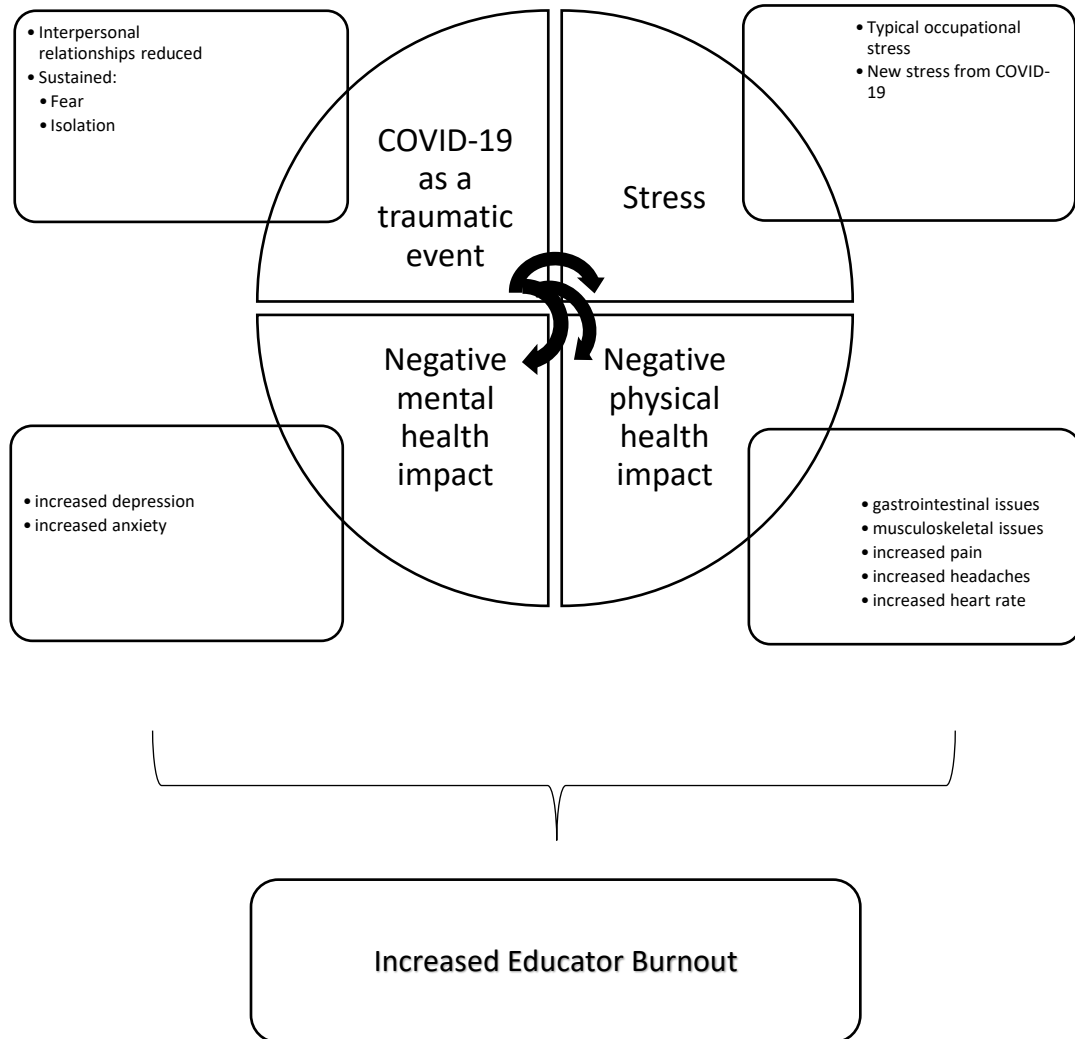 • Interpersonal
relationships reduced
• Sustained:
• Fear
• Isolation
• Typical occupational
stress
• New stress from COVID-
19
COVID-19
as a
traumatic
event
Stress
Negative
mental
health
impact
Negative
physical
health
impact
• increased depression
• increased anxiety
• gastrointestinal issues
• musculoskeletal issues
• increased pain
• increased headaches
• increased heart rate
Increased Educator Burnout